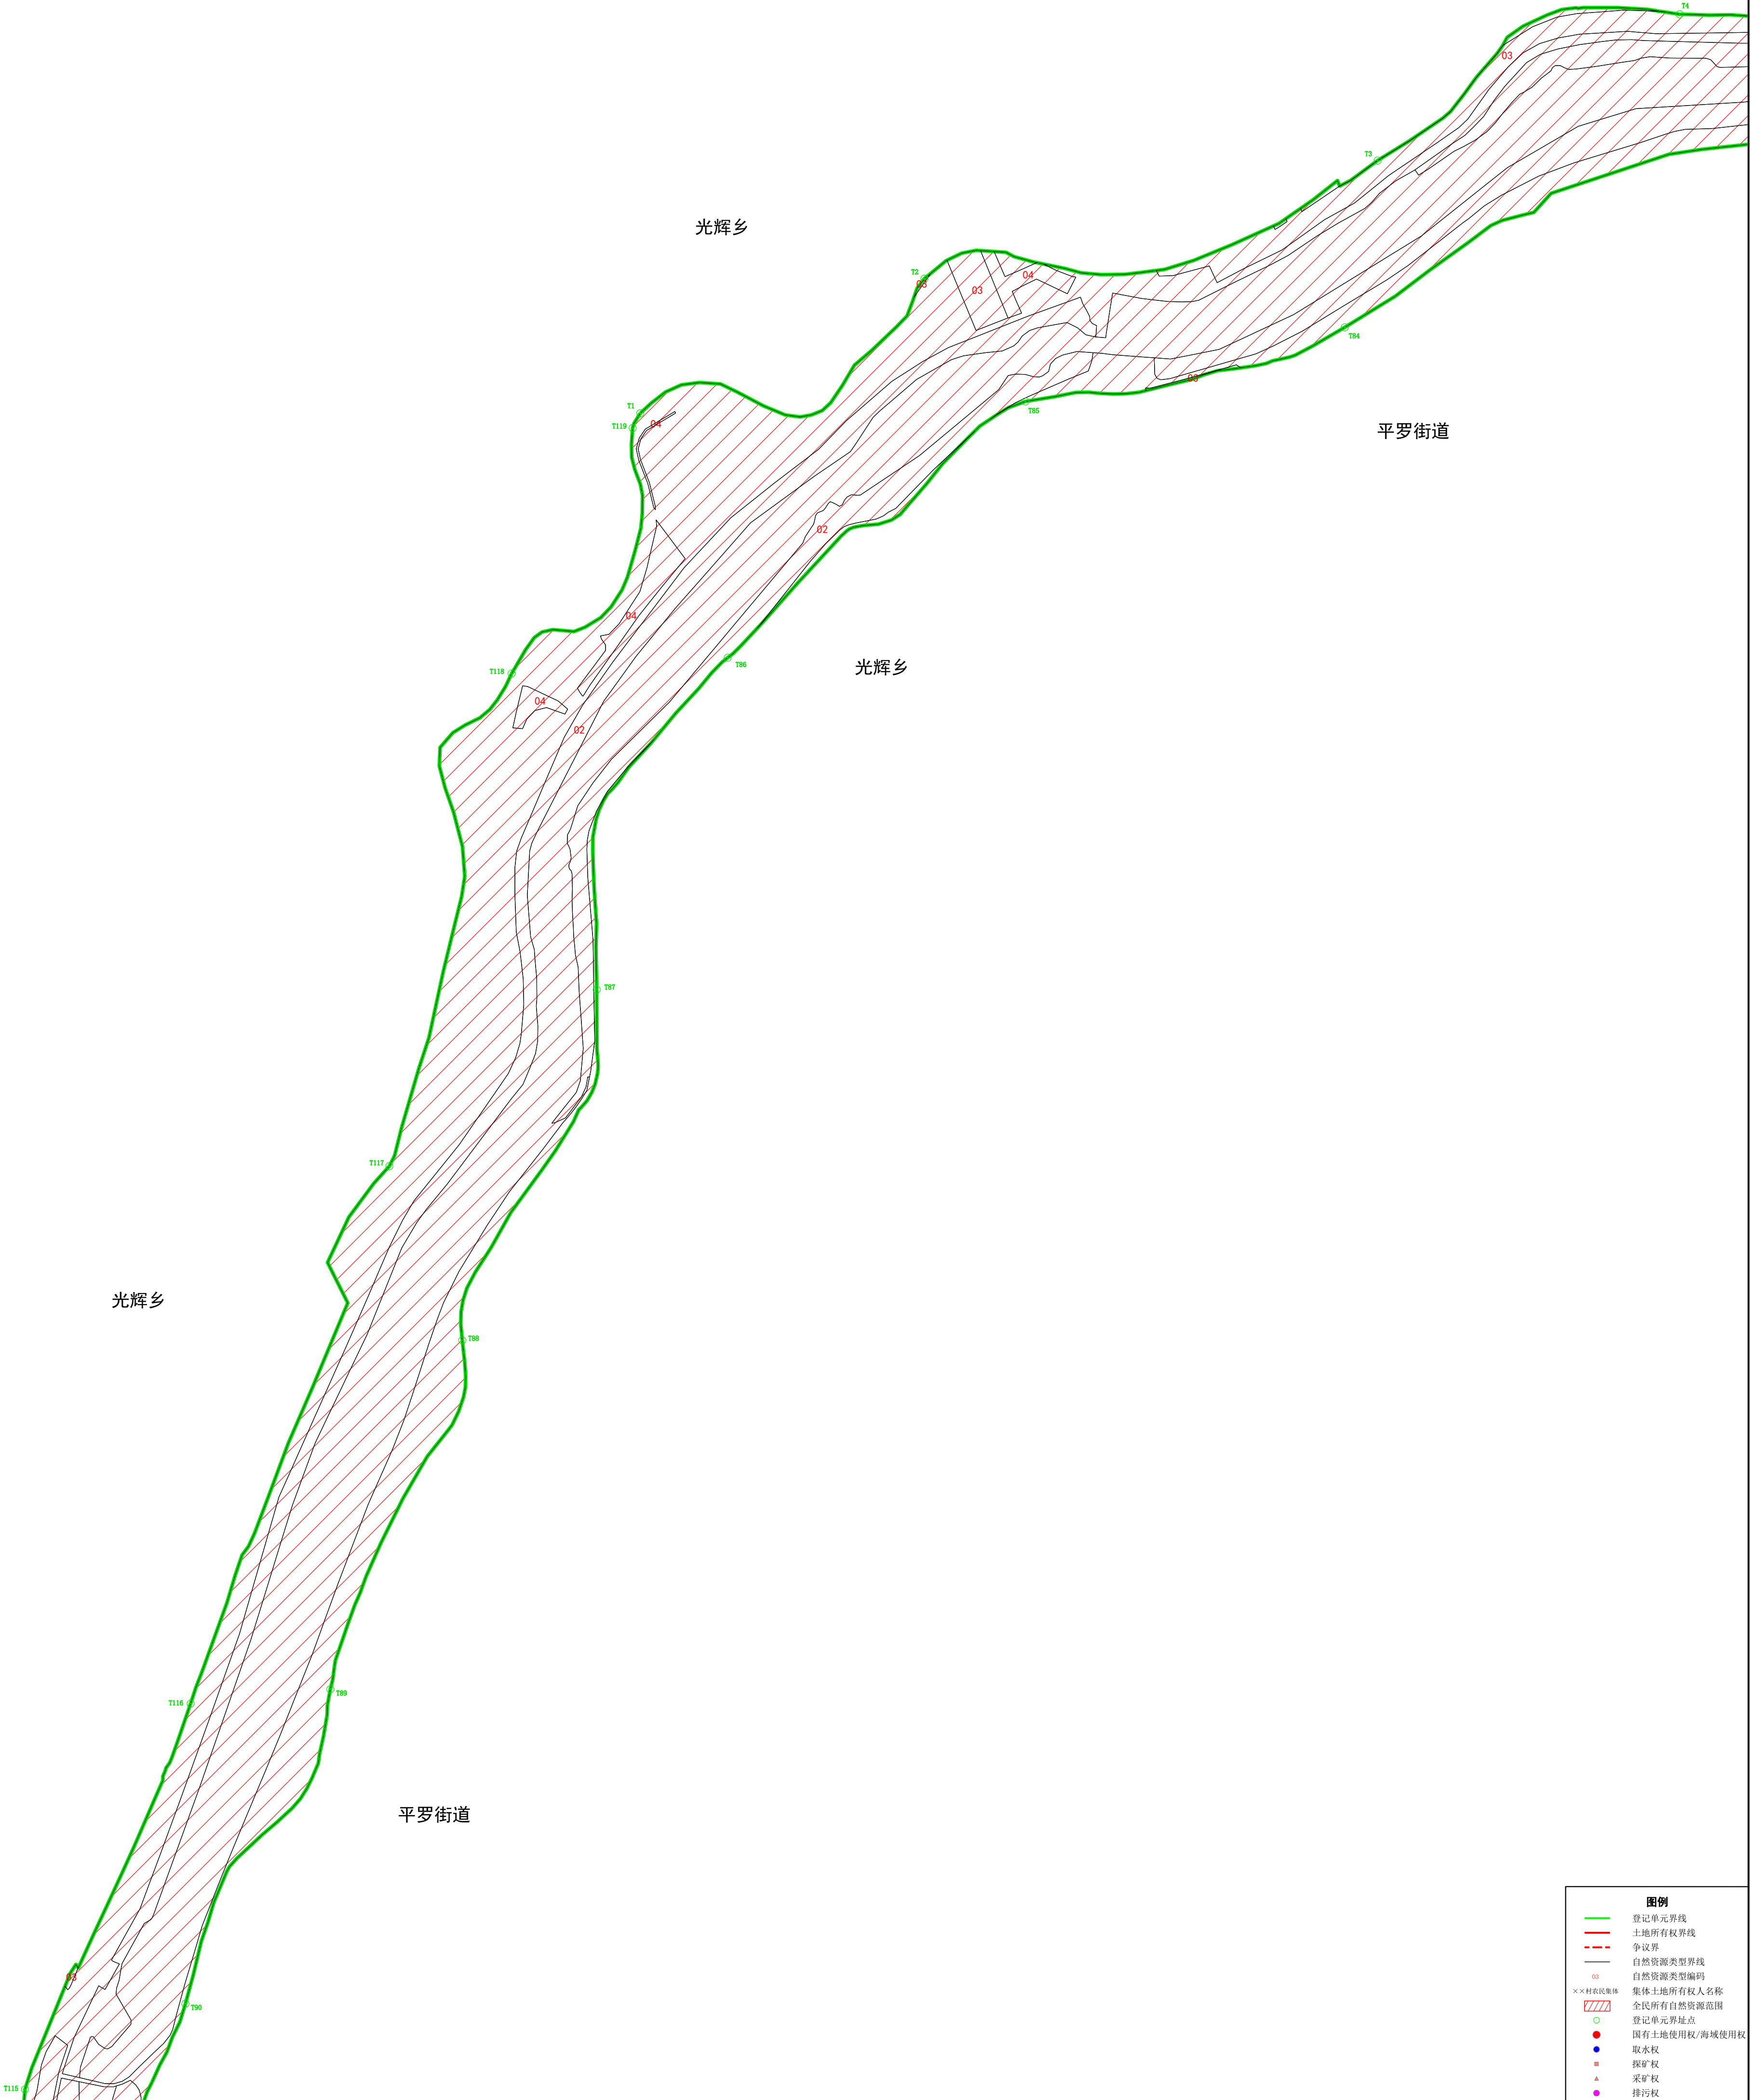 T4
03
T3
光辉乡
T2
03
03
04
T84
03
T85
T1
T119
04
平罗街道
02
04
光辉乡
T86
T118
04
02
T87
T117
光辉乡
T88
T89
T116
平罗街道
03
T90
T115
图例
登记单元界线
土地所有权界线
争议界
自然资源类型界线
03 自然资源类型编码
××村农民集体 集体土地所有权人名称
全民所有自然资源范围
登记单元界址点
国有土地使用权/海域使用权
取水权
探矿权
采矿权
排污权